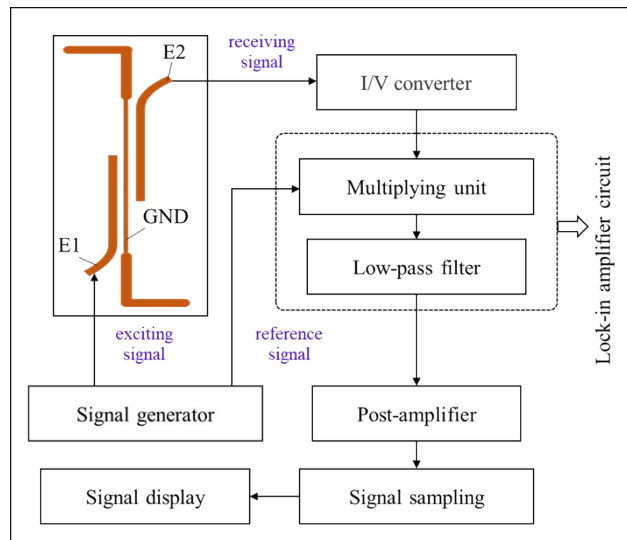 E2
receiving
signal
I/V converter
Multiplying unit
GND
E1
Low-pass filter
Lock-in amplifier circuit
exciting
signal
reference
signal
Signal generator
Post-amplifier
Signal display
Signal sampling